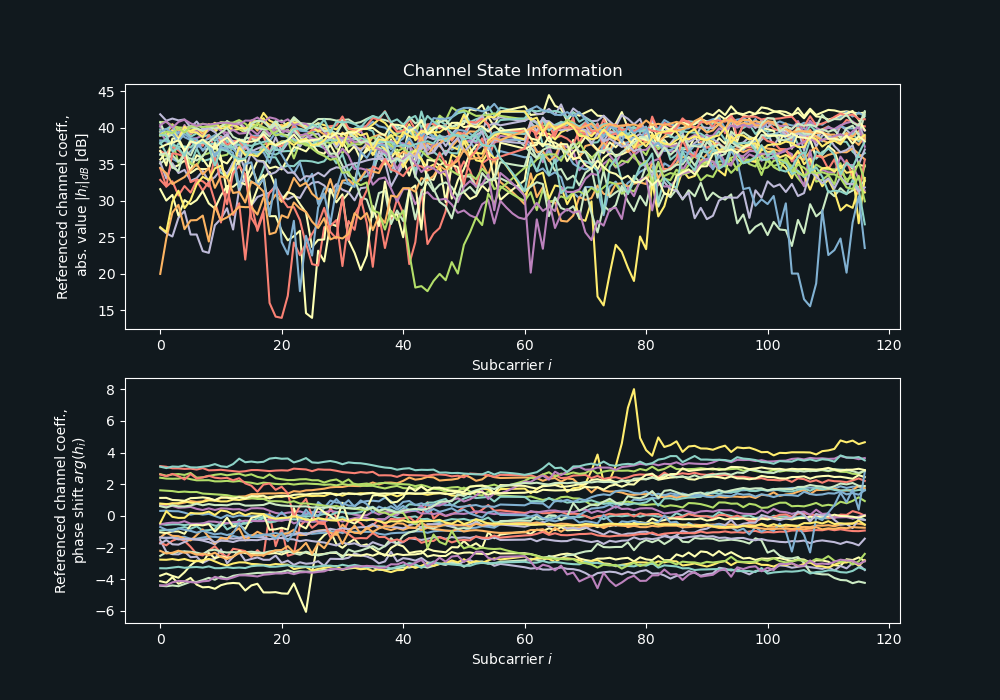 Channel State Information
Referenced channel coeff.,
abs. value |h_i|_dB [dB]
45
40
35
30
25
20
15
0 20 40 60 80 100 120
Subcarrier i
Referenced channel coeff.,
phase shift arg(h_i)
8
6
4
2
0
−2
−4
−6
0 20 40 60 80 100 120
Subcarrier i